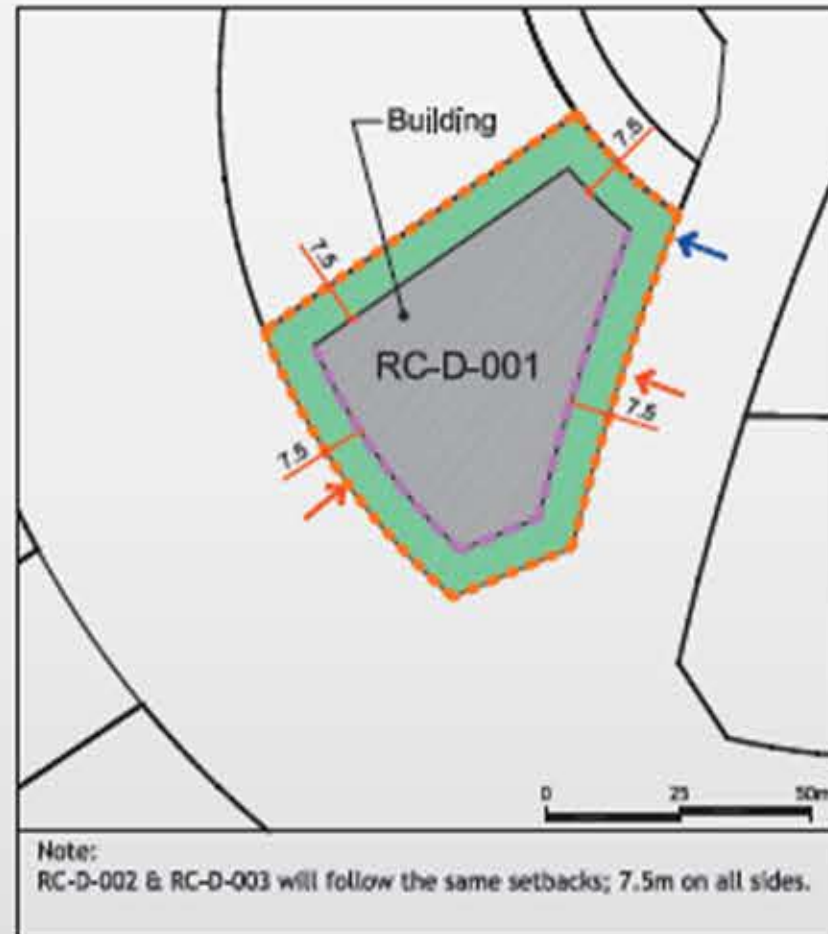 Building
7.5
7.5
RC-D-001
7.5
7.5
0 25 50m
Note:
RC-D-002 & RC-D-003 will follow the same setbacks; 7.5m on all sides.